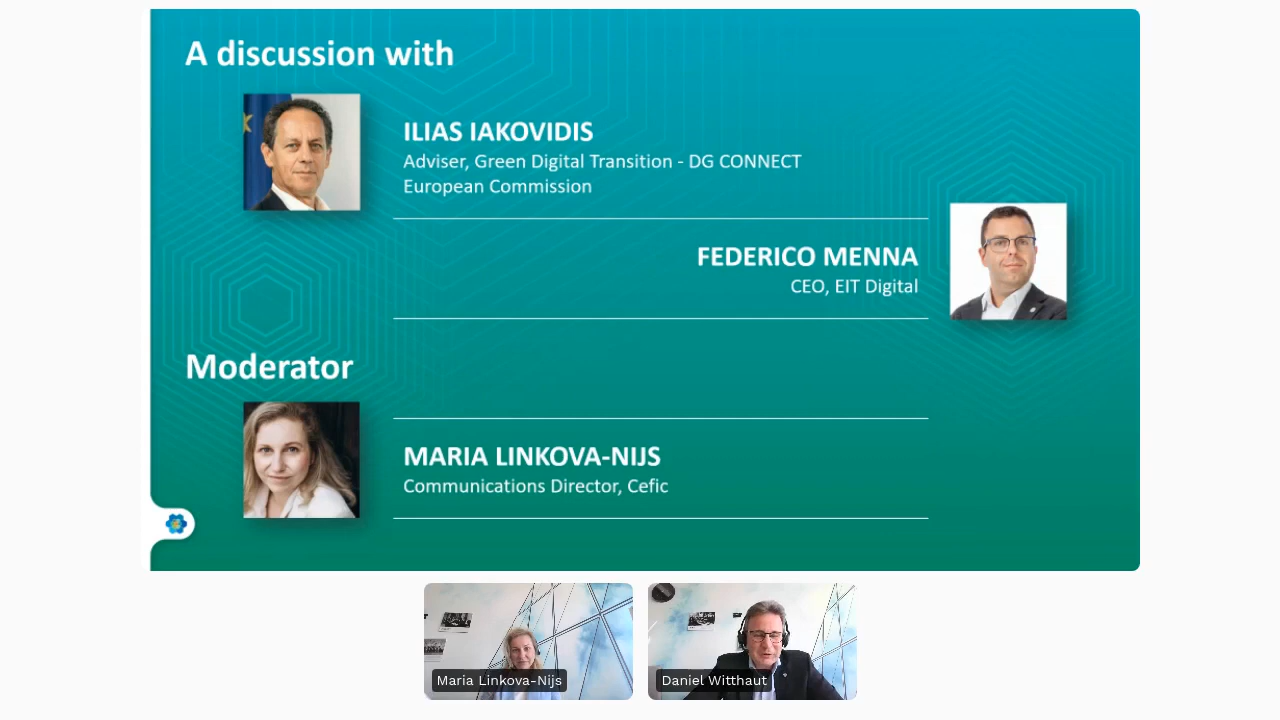 A discussion with
ILIAS IAKOVIDIS
Adviser, Green Digital Transition - DG CONNECT
European Commission
FEDERICO MENNA
CEO, EIT Digital
Moderator
MARIA LINKOVA-NIJS
Communications Director, Cefic
Maria Linkova-Nijs
Daniel Witthaut